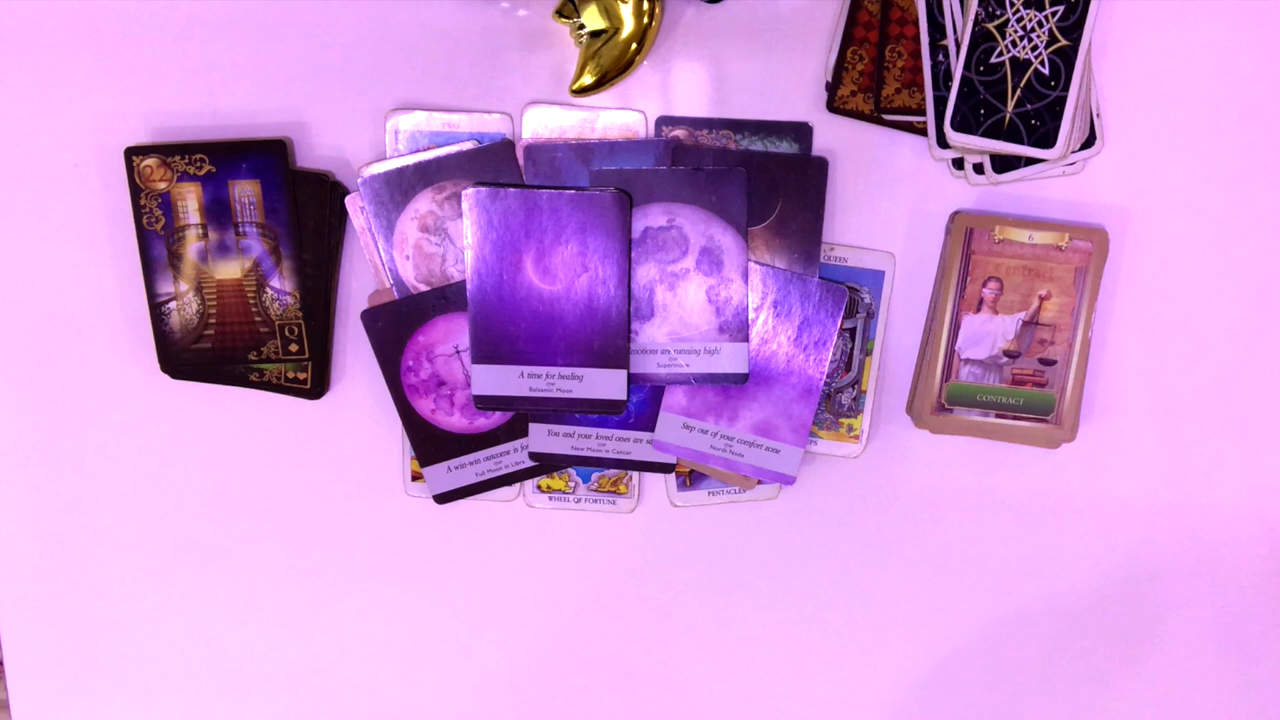 22
QUEEN
6
Q
Emotions are running high!
Supermoon
A time for healing
Balsamic Moon
CONTRACT
You and your loved ones are sa
New Moon in Cancer
Step out of your comfort zone
North Node
A win-win outcome is fo
Full Moon in Libra
WHEEL OF FORTUNE
PENTACLES